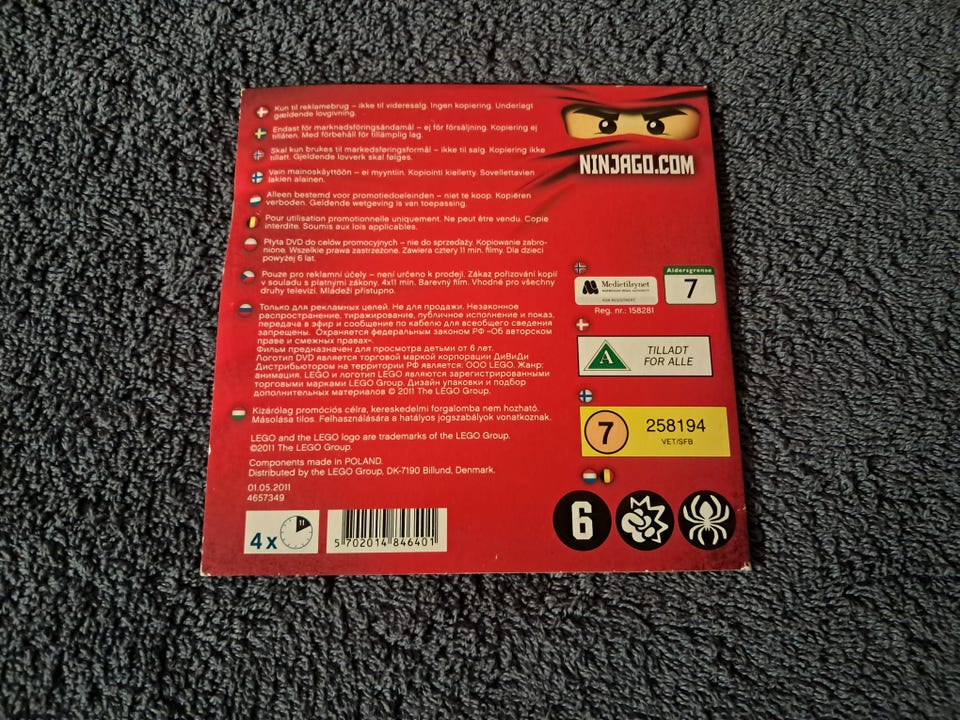 Kun til reklamebrug – ikke til videresalg. Ingen kopiering. Underlagt
gældende lovgivning.
Endast för marknadsföringsändamål – ej för försäljning. Kopiering ej
tillåten. Med förbehåll för tillämplig lag.
Skal kun brukes til markedsføringsformål – ikke til salg. Kopiering ikke
tillatt. Gjeldende lovverk skal følges.
Vain mainoskäyttöön – ei myyntiin. Kopiointi kielletty. Sovellettavien
lakien alainen.
Alleen bestemd voor promotiedoeleinden – niet te koop. Kopiëren
verboden. Geldende wetgeving is van toepassing.
Pour utilisation promotionnelle uniquement. Ne peut être vendu. Copie
interdite. Soumis aux lois applicables.
Płyta DVD do celów promocyjnych – nie do sprzedaży. Kopiowanie zabro-
nione. Wszelkie prawa zastrzeżone. Zawiera cztery 11 min. filmy. Dla dzieci
powyżej 6 lat.
Pouze pro reklamní účely – není určeno k prodeji. Zákaz pořizování kopií
v souladu s platnými zákony. 4x11 min. Barevný film. Vhodné pro všechny
druhy televizí. Mládeži přístupno.
Только для рекламных целей. Не для продажи. Незаконное
распространение, тиражирование, публичное исполнение и показ,
передача в эфир и сообщение по кабелю для всеобщего сведения
запрещены. Охраняется федеральным законом РФ «Об авторском
праве и смежных правах».
Фильм предназначен для просмотра детьми от 6 лет.
Логотип DVD является торговой маркой корпорации ДиВиДи
Дистрибьютором на территории РФ является: ООО LEGO. Жанр:
анимация. LEGO и логотип LEGO являются зарегистрированными
торговыми марками LEGO Group. Дизайн упаковки и подбор
дополнительных материалов © 2011 The LEGO Group.
Kizárólag promóciós célra, kereskedelmi forgalomba nem hozható.
Másolása tilos. Felhasználására a hatályos jogszabályok vonatkoznak.
LEGO and the LEGO logo are trademarks of the LEGO Group.
©2011 The LEGO Group.
Components made in POLAND.
Distributed by the LEGO Group, DK-7190 Billund, Denmark.
01.05.2011
4657349
4 x 11
5 702014 846401
NINJAGO.COM
Medietilsynet
NORWEGIAN MEDIA AUTHORITY
Aldersgrense
7
Reg. nr.: 158281
A
TILLADT
FOR ALLE
7
258194
VET/SFB
6